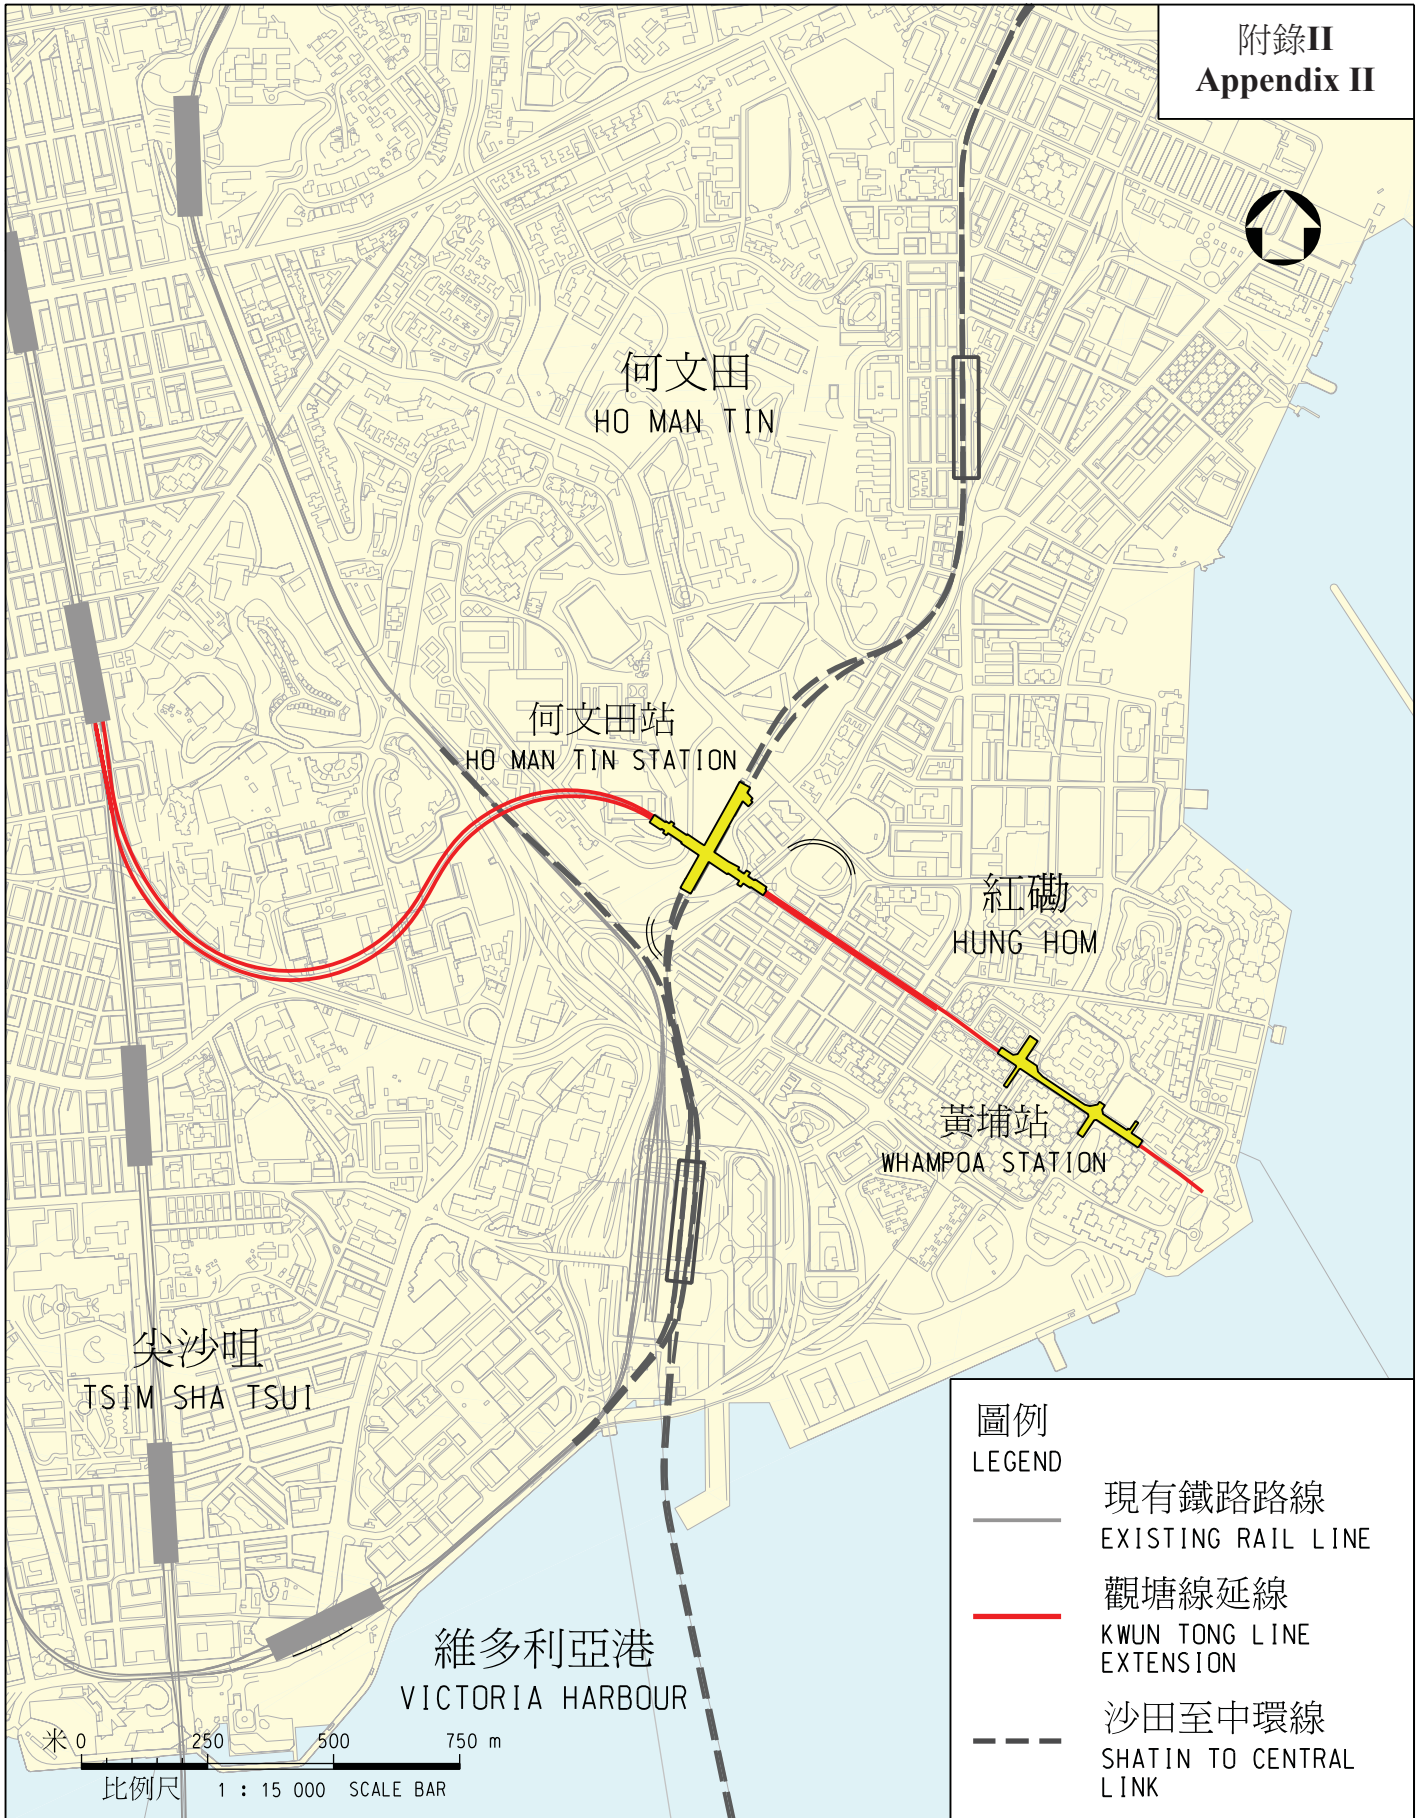 附錄II
Appendix II
何文田
HO MAN TIN
何文田站
HO MAN TIN STATION
紅磡
HUNG HOM
黃埔站
WHAMPOA STATION
尖沙咀
TSIM SHA TSUI
維多利亞港
VICTORIA HARBOUR
米 0 250 500 750 m
比例尺 1 : 15 000 SCALE BAR
圖例
LEGEND
現有鐵路路線
EXISTING RAIL LINE
觀塘線延線
KWUN TONG LINE
EXTENSION
沙田至中環線
SHATIN TO CENTRAL
LINK